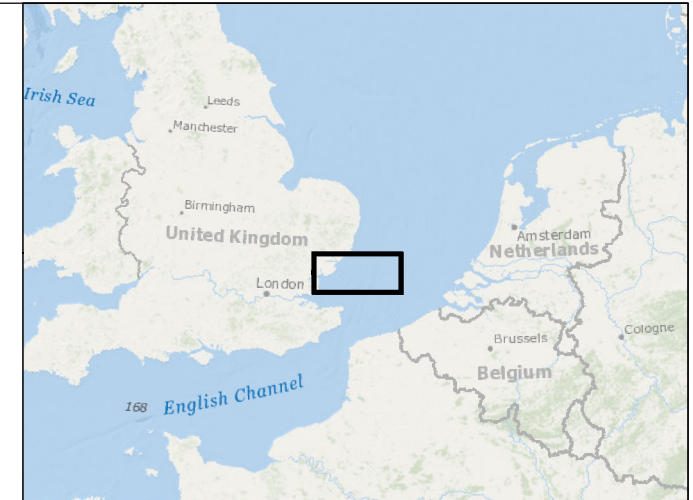 Irish Sea
Leeds
Manchester
Birmingham
United Kingdom
Amsterdam
Netherlands
London
Cologne
Brussels
Belgium
168 English Channel